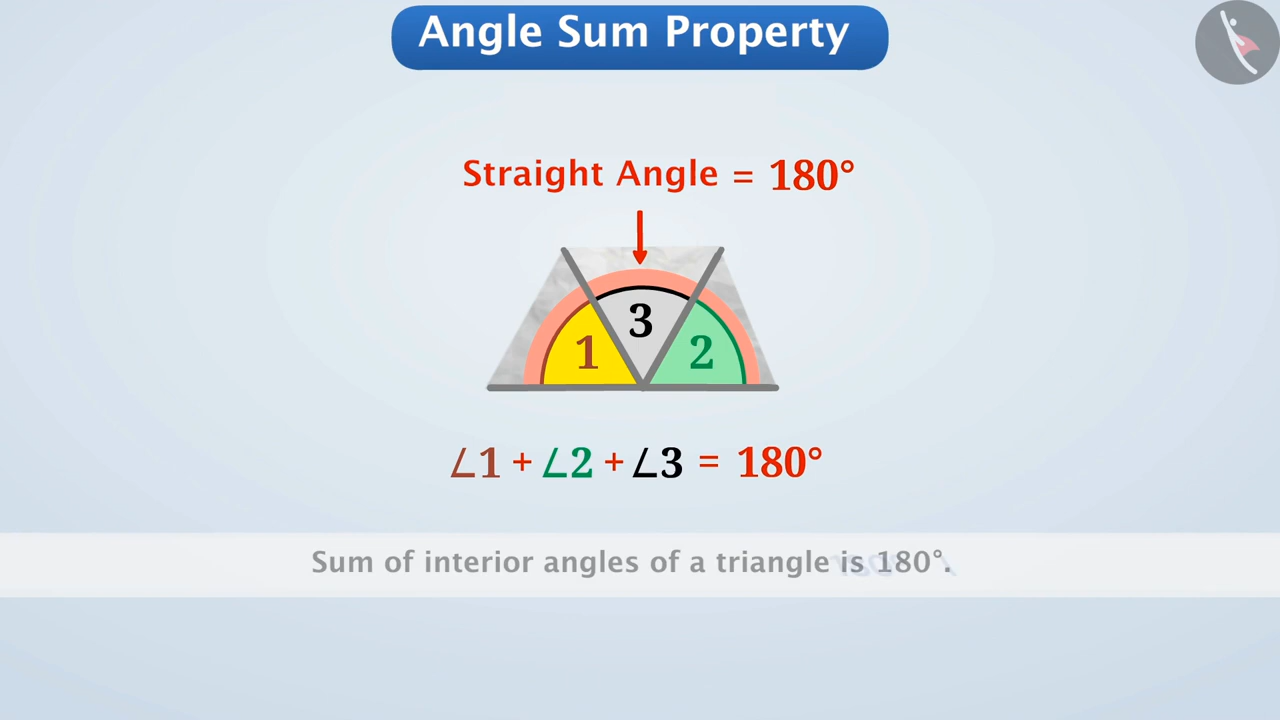 Angle Sum Property
Straight Angle = 180°
3
1 2
∠1 + ∠2 + ∠3 = 180°
Sum of interior angles of a triangle is 180°.